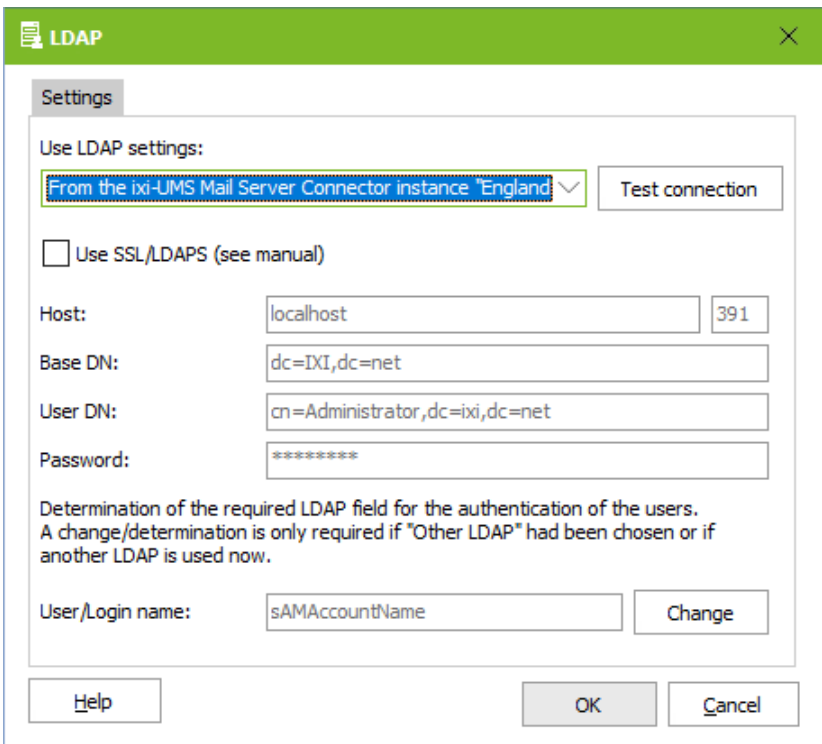 LDAP
Settings
Use LDAP settings:
From the ixi-UMS Mail Server Connector instance "England
Test connection
Use SSL/LDAPS (see manual)
Host: localhost 391
Base DN: dc=IXI,dc=net
User DN: cn=Administrator,dc=ixi,dc=net
Password: ********
Determination of the required LDAP field for the authentication of the users.
A change/determination is only required if "Other LDAP" had been chosen or if
another LDAP is used now.
User/Login name: sAMAccountName Change
Help OK Cancel